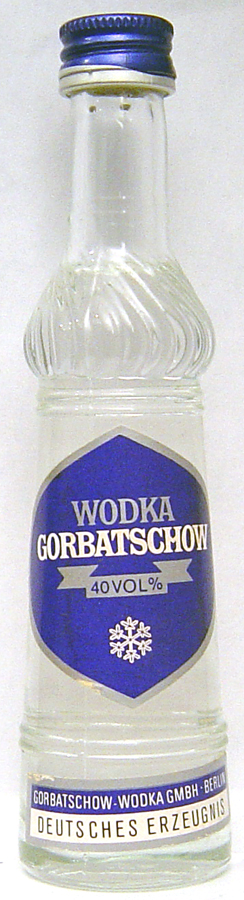 WODKA
GORBATSCHOW
40 VOL%
GORBATSCHOW-WODKA GMBH · BERLIN
DEUTSCHES ERZEUGNIS